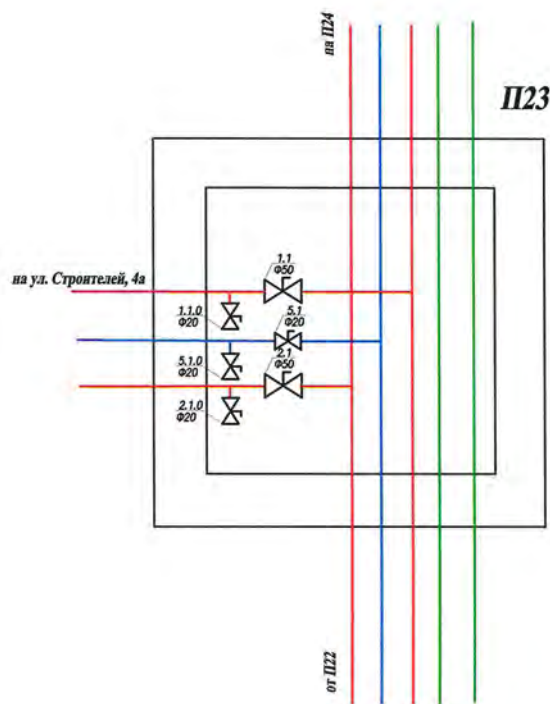 на П24
П23
на ул. Строителей, 4а
1.1
Ф50
1.1.0
Ф20
5.1
Ф20
5.1.0
Ф20
2.1
Ф50
2.1.0
Ф20
от П22